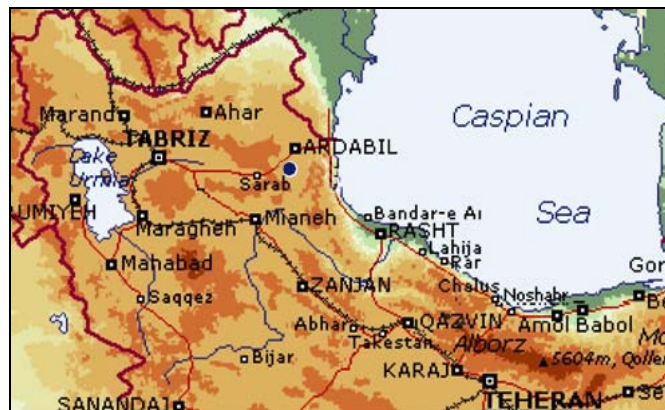 Marand
Ahar
Caspian
TABRIZ
ARDABIL
Lake
Urmia
Sarab
UMIYEH
Maragheh
Mianeh
Bandar-e
Sea
RASHT
Lahija
Mahabad
Gor
Saqqez
ZANJAN
Chalus
Noshahr
Abhar
QAZVIN
Amol
Babol
Takestan
Alborz
Bijar
5604m, Qolle
KARAJ
TEHERAN
Se
SANANDAJ